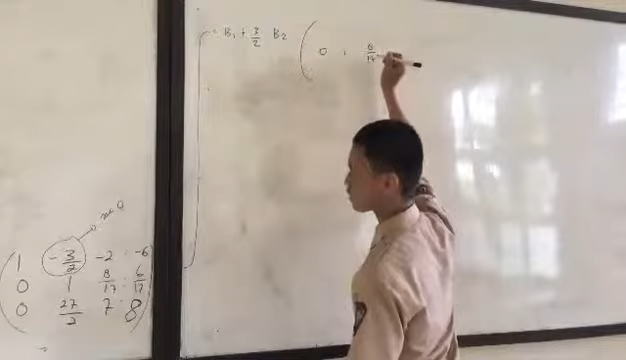 B₁ + 3/2 B₂ ( 0 1 8/17
1 -3/2 -2 : -6
0 1 8/17 : 6/17
0 27/2 7 : 8